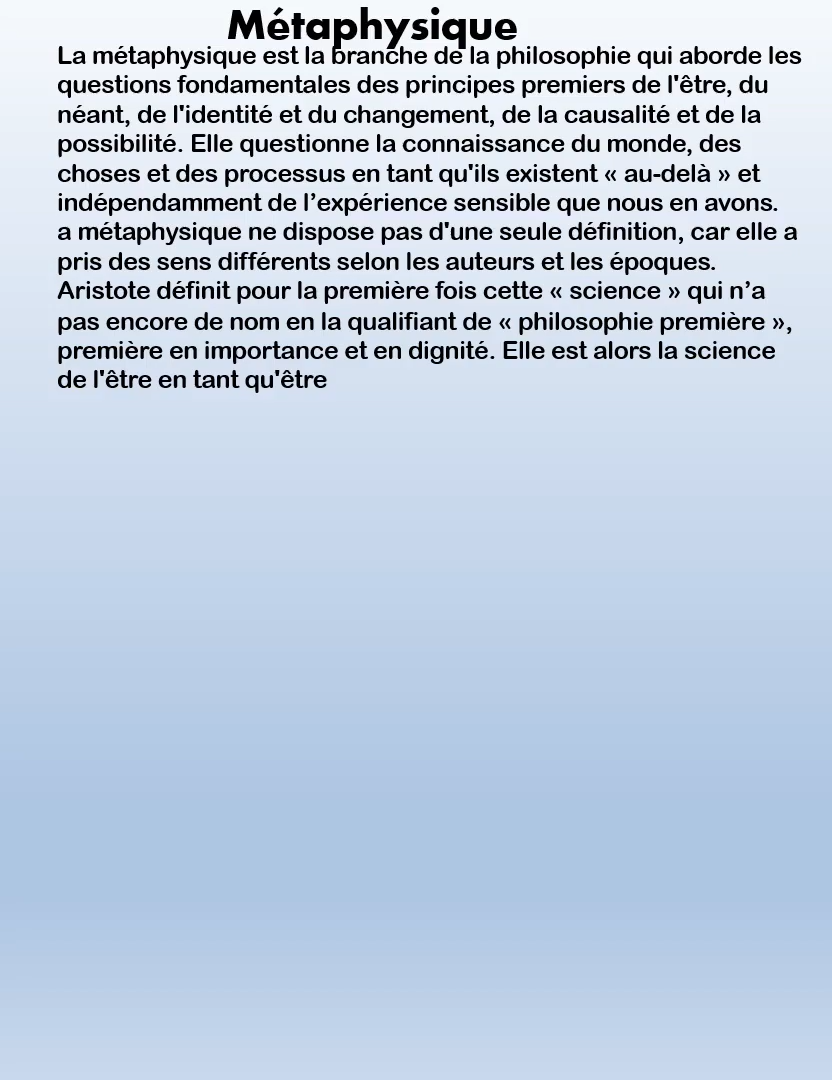 Métaphysique
La métaphysique est la branche de la philosophie qui aborde les
questions fondamentales des principes premiers de l'être, du
néant, de l'identité et du changement, de la causalité et de la
possibilité. Elle questionne la connaissance du monde, des
choses et des processus en tant qu'ils existent « au-delà » et
indépendamment de l’expérience sensible que nous en avons.
a métaphysique ne dispose pas d'une seule définition, car elle a
pris des sens différents selon les auteurs et les époques.
Aristote définit pour la première fois cette « science » qui n’a
pas encore de nom en la qualifiant de « philosophie première »,
première en importance et en dignité. Elle est alors la science
de l'être en tant qu'être